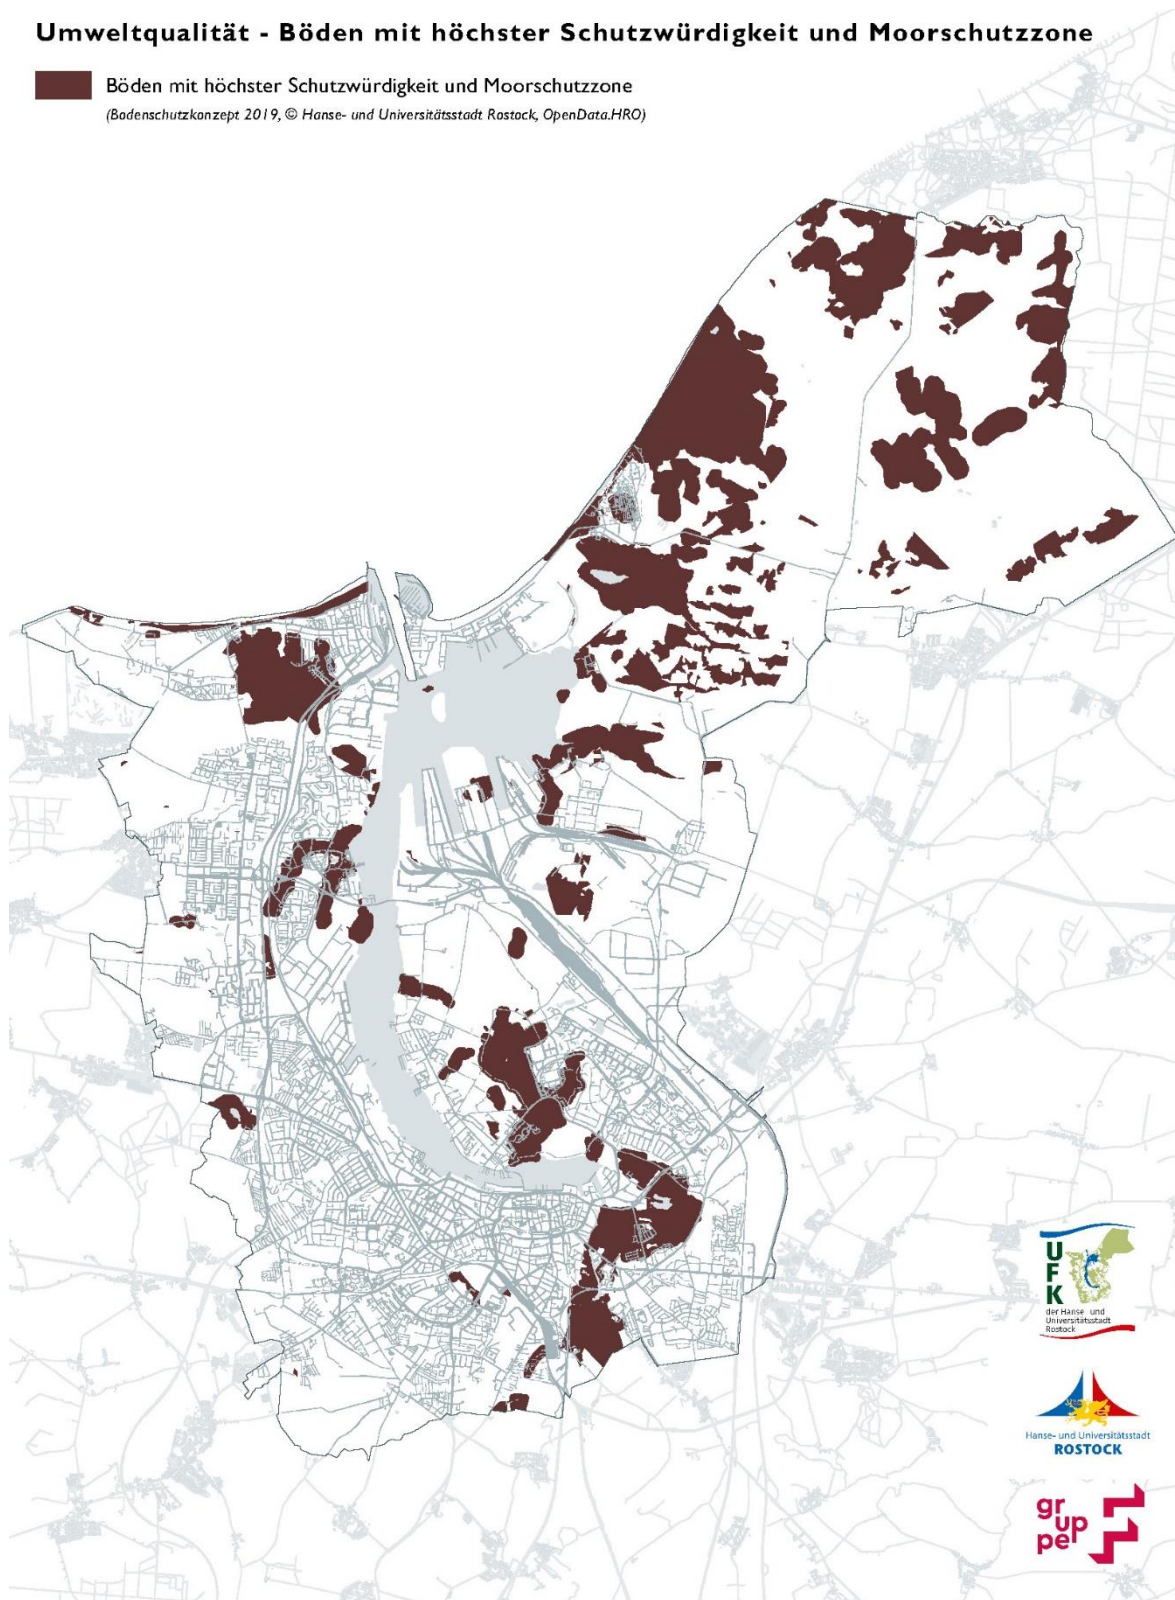 Umweltqualität - Böden mit höchster Schutzwürdigkeit und Moorschutzzone
Böden mit höchster Schutzwürdigkeit und Moorschutzzone
(Bodenschutzkonzept 2019, © Hanse- und Universitätsstadt Rostock, OpenData.HRO)
U
F
K
der Hanse- und
Universitätsstadt
Rostock
Hanse- und Universitätsstadt
ROSTOCK
gr
up
pe